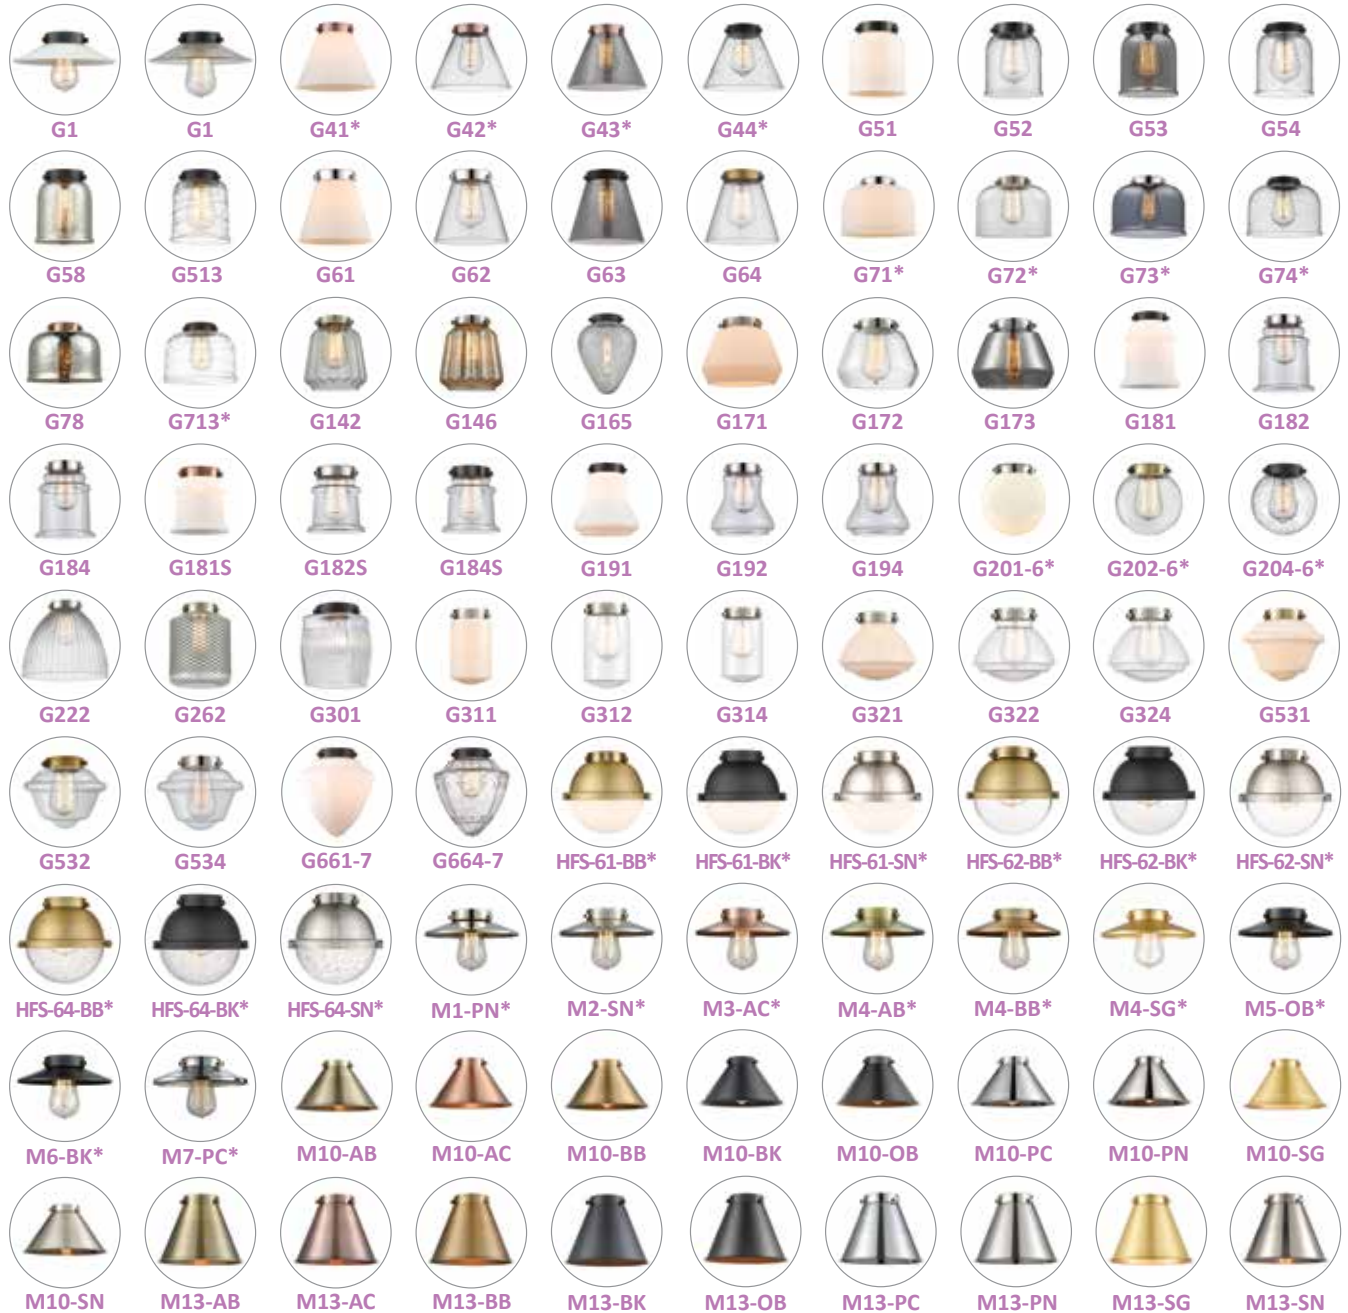 G1 G1 G41* G42* G43* G44* G51 G52 G53 G54
G58 G513 G61 G62 G63 G64 G71* G72* G73* G74*
G78 G713* G142 G146 G165 G171 G172 G173 G181 G182
G184 G181S G182S G184S G191 G192 G194 G201-6* G202-6* G204-6*
G222 G262 G301 G311 G312 G314 G321 G322 G324 G531
G532 G534 G661-7 G664-7 HFS-61-BB* HFS-61-BK* HFS-61-SN* HFS-62-BB* HFS-62-BK* HFS-62-SN*
HFS-64-BB* HFS-64-BK* HFS-64-SN* M1-PN* M2-SN* M3-AC* M4-AB* M4-BB* M4-SG* M5-OB*
M6-BK* M7-PC* M10-AB M10-AC M10-BB M10-BK M10-OB M10-PC M10-PN M10-SG
M10-SN M13-AB M13-AC M13-BB M13-BK M13-OB M13-PC M13-PN M13-SG M13-SN